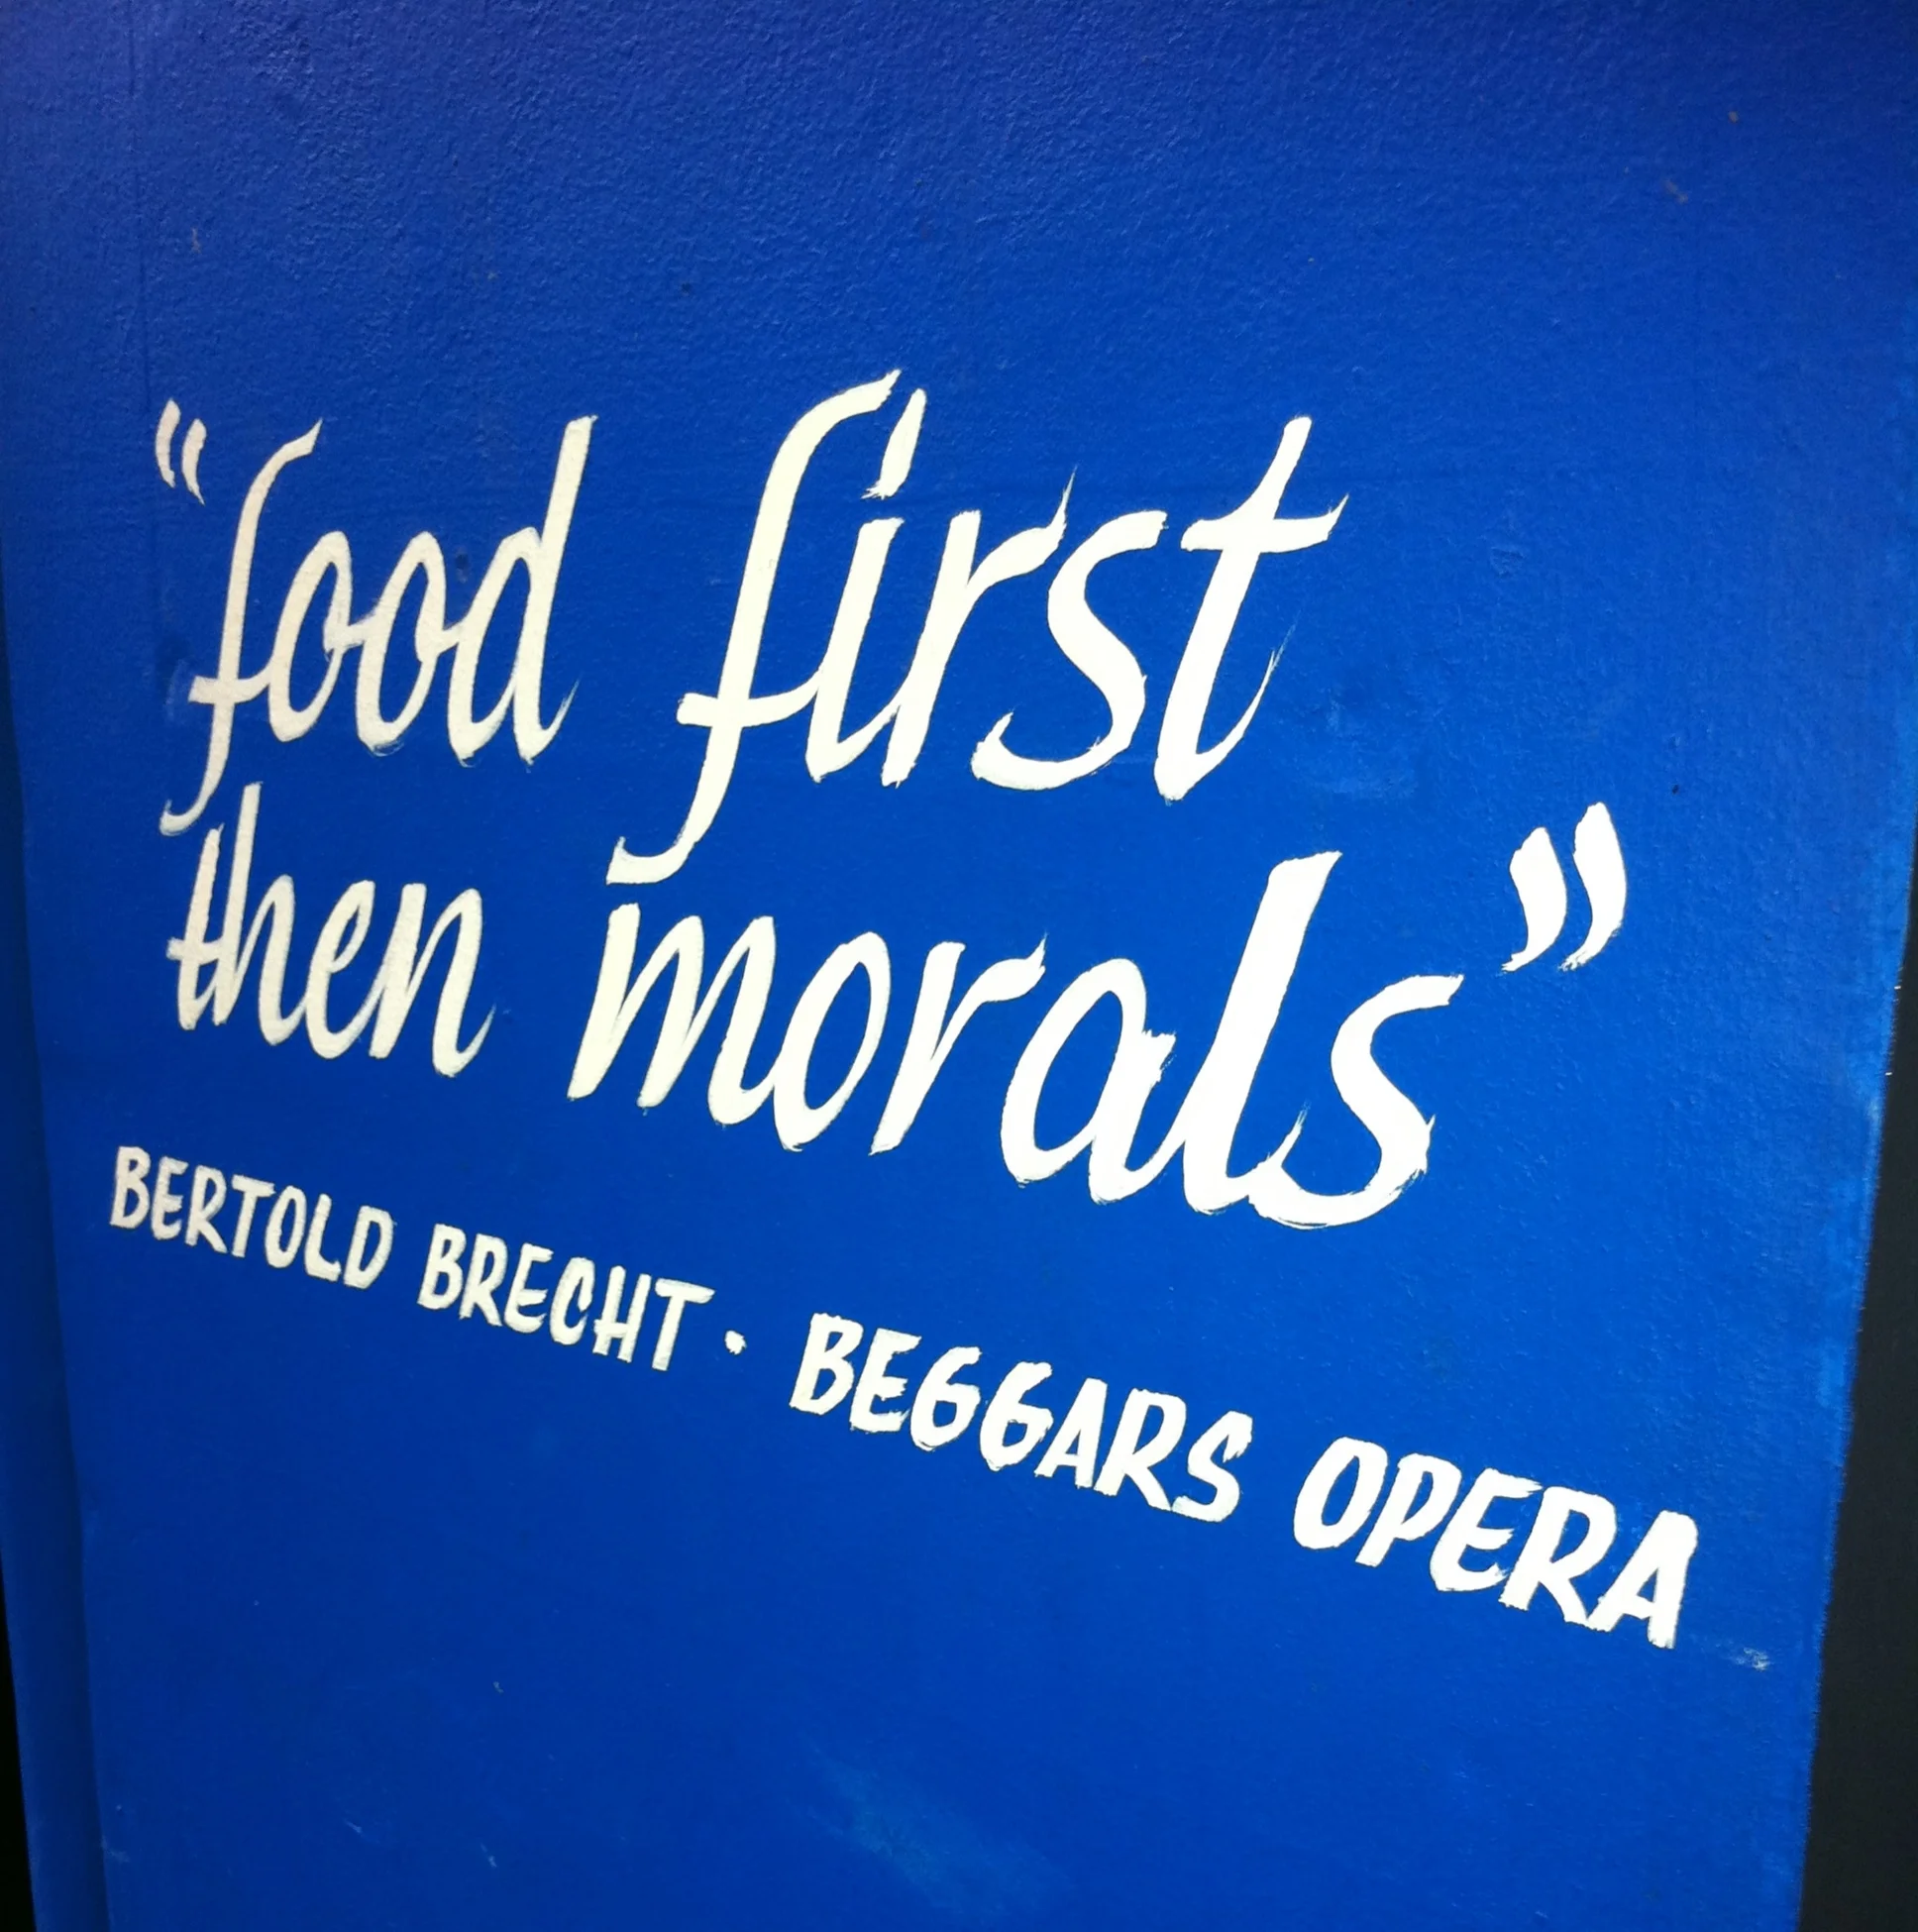 “food first
then morals”
BERTOLD BRECHT · BEGGARS OPERA